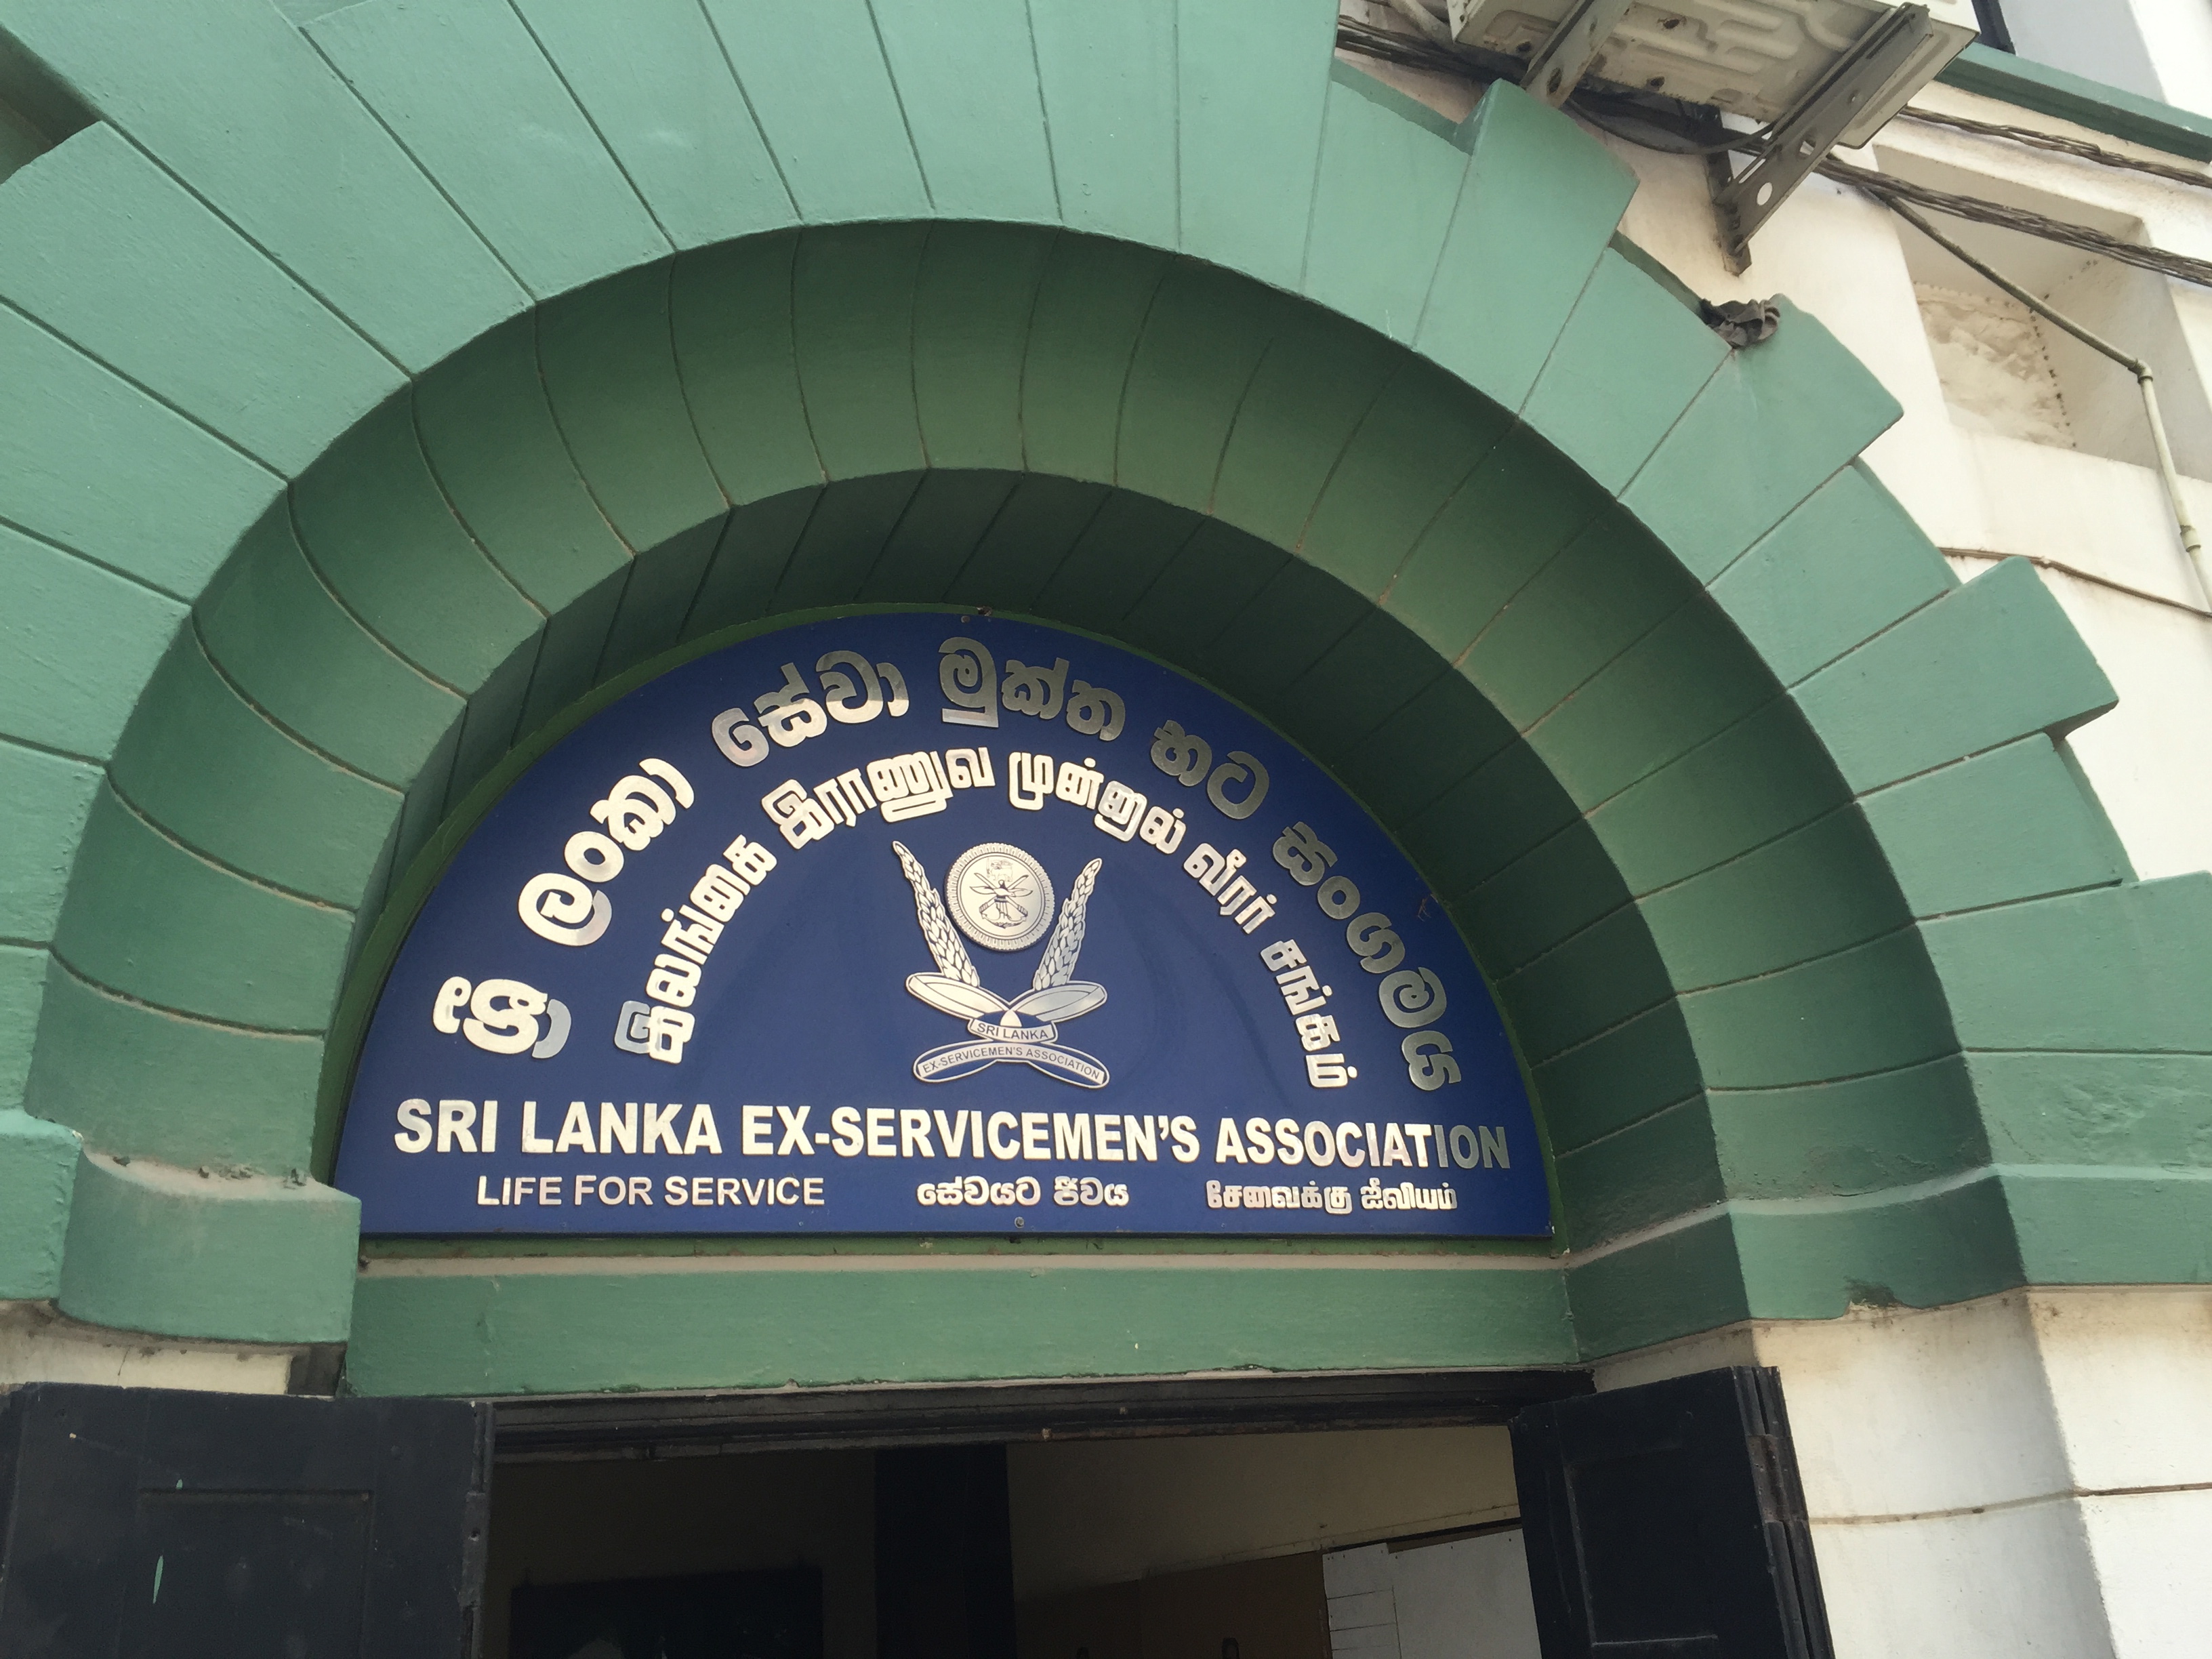 ශ්‍රී ලංකා සේවා මුක්ත භට සංගමය
இலங்கை இராணுவ முன்னாள் வீரர் சங்கம்
SRI LANKA
EX-SERVICEMEN'S ASSOCIATION
SRI LANKA EX-SERVICEMEN'S ASSOCIATION
LIFE FOR SERVICE සේවයට ජීවය சேவைக்கு ஜீவியம்